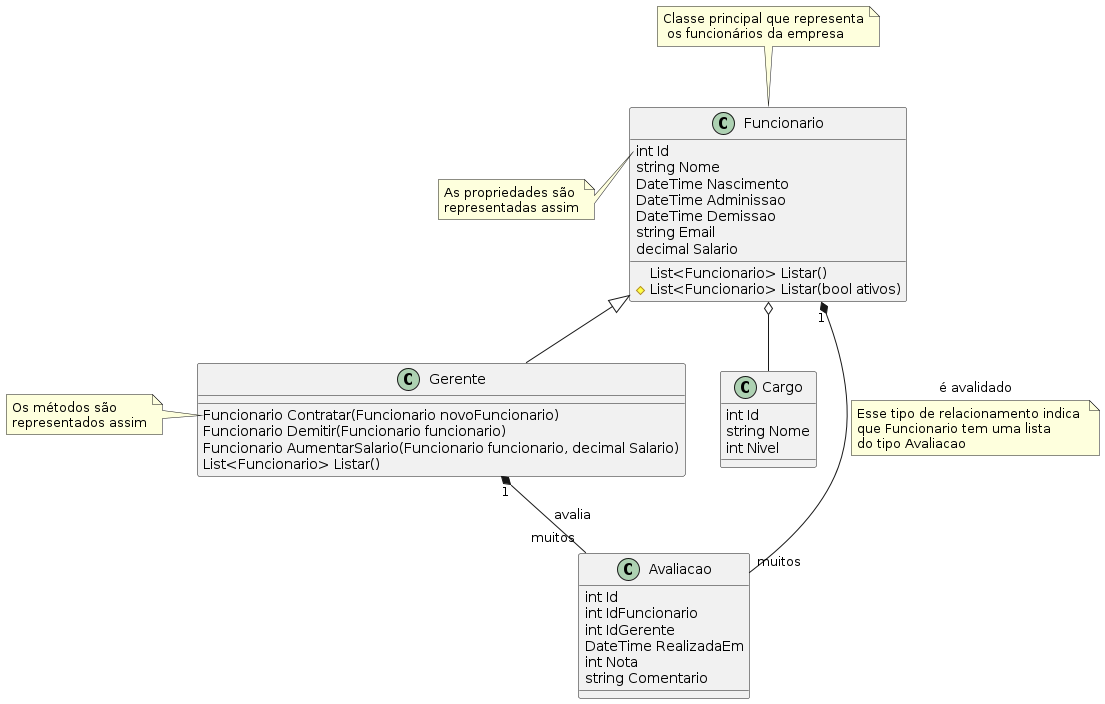 Classe principal que representa
os funcionários da empresa
C Funcionario
int Id
string Nome
DateTime Nascimento
DateTime Adminissao
DateTime Demissao
string Email
decimal Salario
List<Funcionario> Listar()
List<Funcionario> Listar(bool ativos)
As propriedades são
representadas assim
1
C Gerente
Funcionario Contratar(Funcionario novoFuncionario)
Funcionario Demitir(Funcionario funcionario)
Funcionario AumentarSalario(Funcionario funcionario, decimal Salario)
List<Funcionario> Listar()
Os métodos são
representados assim
C Cargo
int Id
string Nome
int Nivel
é avalidado
Esse tipo de relacionamento indica
que Funcionario tem uma lista
do tipo Avaliacao
1
avalia
muitos
muitos
C Avaliacao
int Id
int IdFuncionario
int IdGerente
DateTime RealizadaEm
int Nota
string Comentario